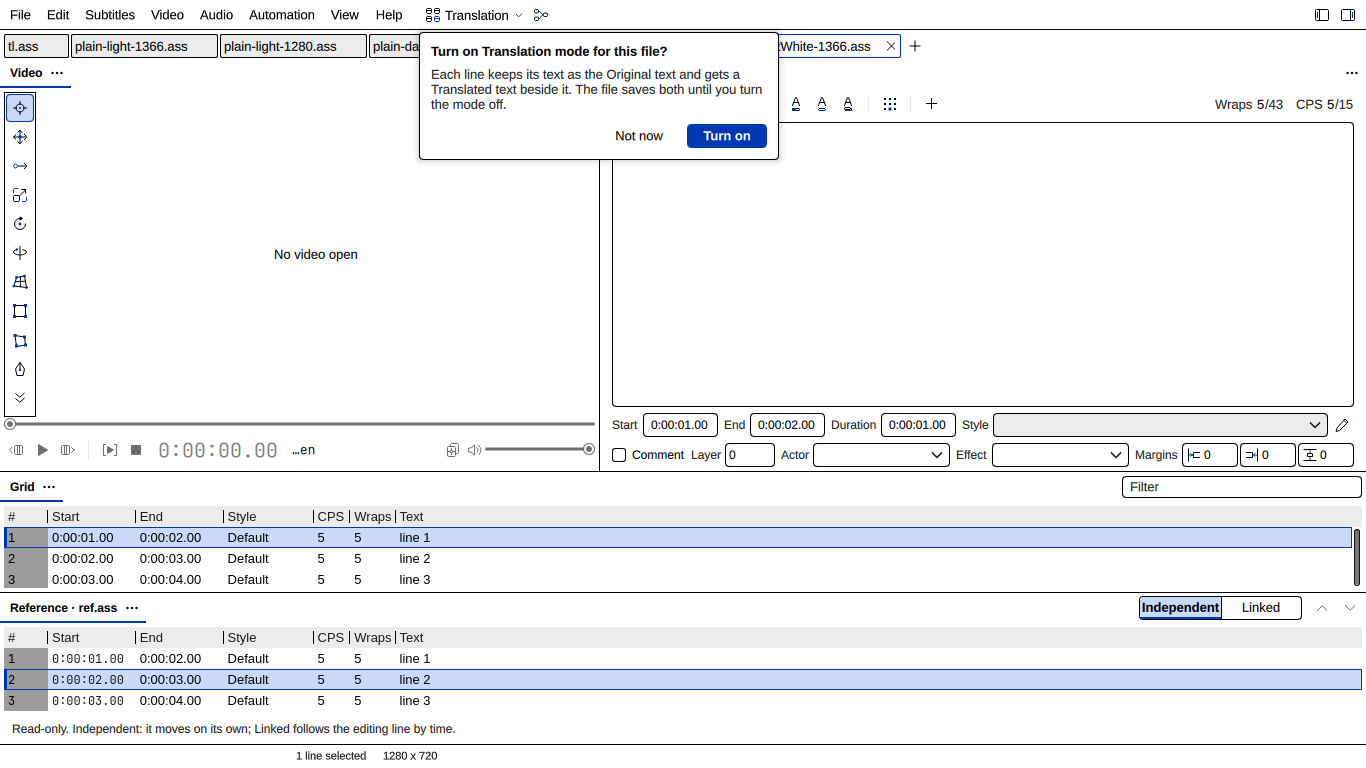 File Edit Subtitles Video Audio Automation View Help Translation
tl.ass plain-light-1366.ass plain-light-1280.ass plain-da tWhite-1366.ass
Turn on Translation mode for this file?
Each line keeps its text as the Original text and gets a
Translated text beside it. The file saves both until you turn
the mode off.
Not now Turn on
Video ...
A A A Wraps 5/43 CPS 5/15
No video open
0:00:00.00 …en
Start 0:00:01.00 End 0:00:02.00 Duration 0:00:01.00 Style
Comment Layer 0 Actor Effect Margins 0 0 0
Grid ... Filter
# Start End Style CPS Wraps Text
1 0:00:01.00 0:00:02.00 Default 5 5 line 1
2 0:00:02.00 0:00:03.00 Default 5 5 line 2
3 0:00:03.00 0:00:04.00 Default 5 5 line 3
Reference · ref.ass ... Independent Linked
# Start End Style CPS Wraps Text
1 0:00:01.00 0:00:02.00 Default 5 5 line 1
2 0:00:02.00 0:00:03.00 Default 5 5 line 2
3 0:00:03.00 0:00:04.00 Default 5 5 line 3
Read-only. Independent: it moves on its own; Linked follows the editing line by time.
1 line selected 1280 x 720